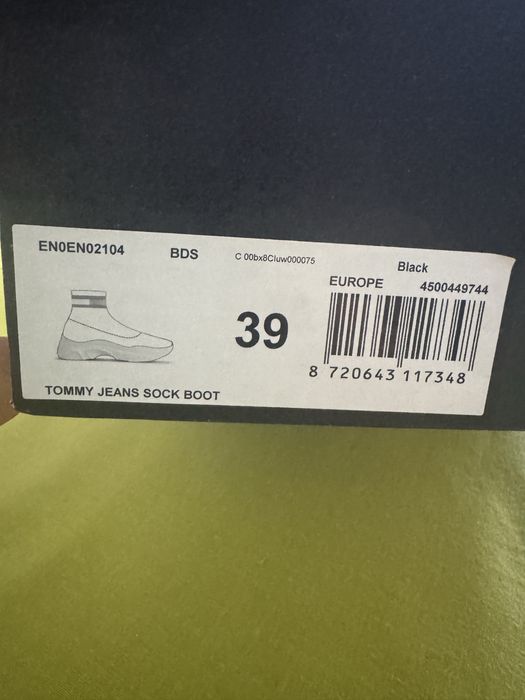 EN0EN02104 BDS C 00bx8Cluw000075 Black
EUROPE 4500449744
39
8 720643 117348
TOMMY JEANS SOCK BOOT